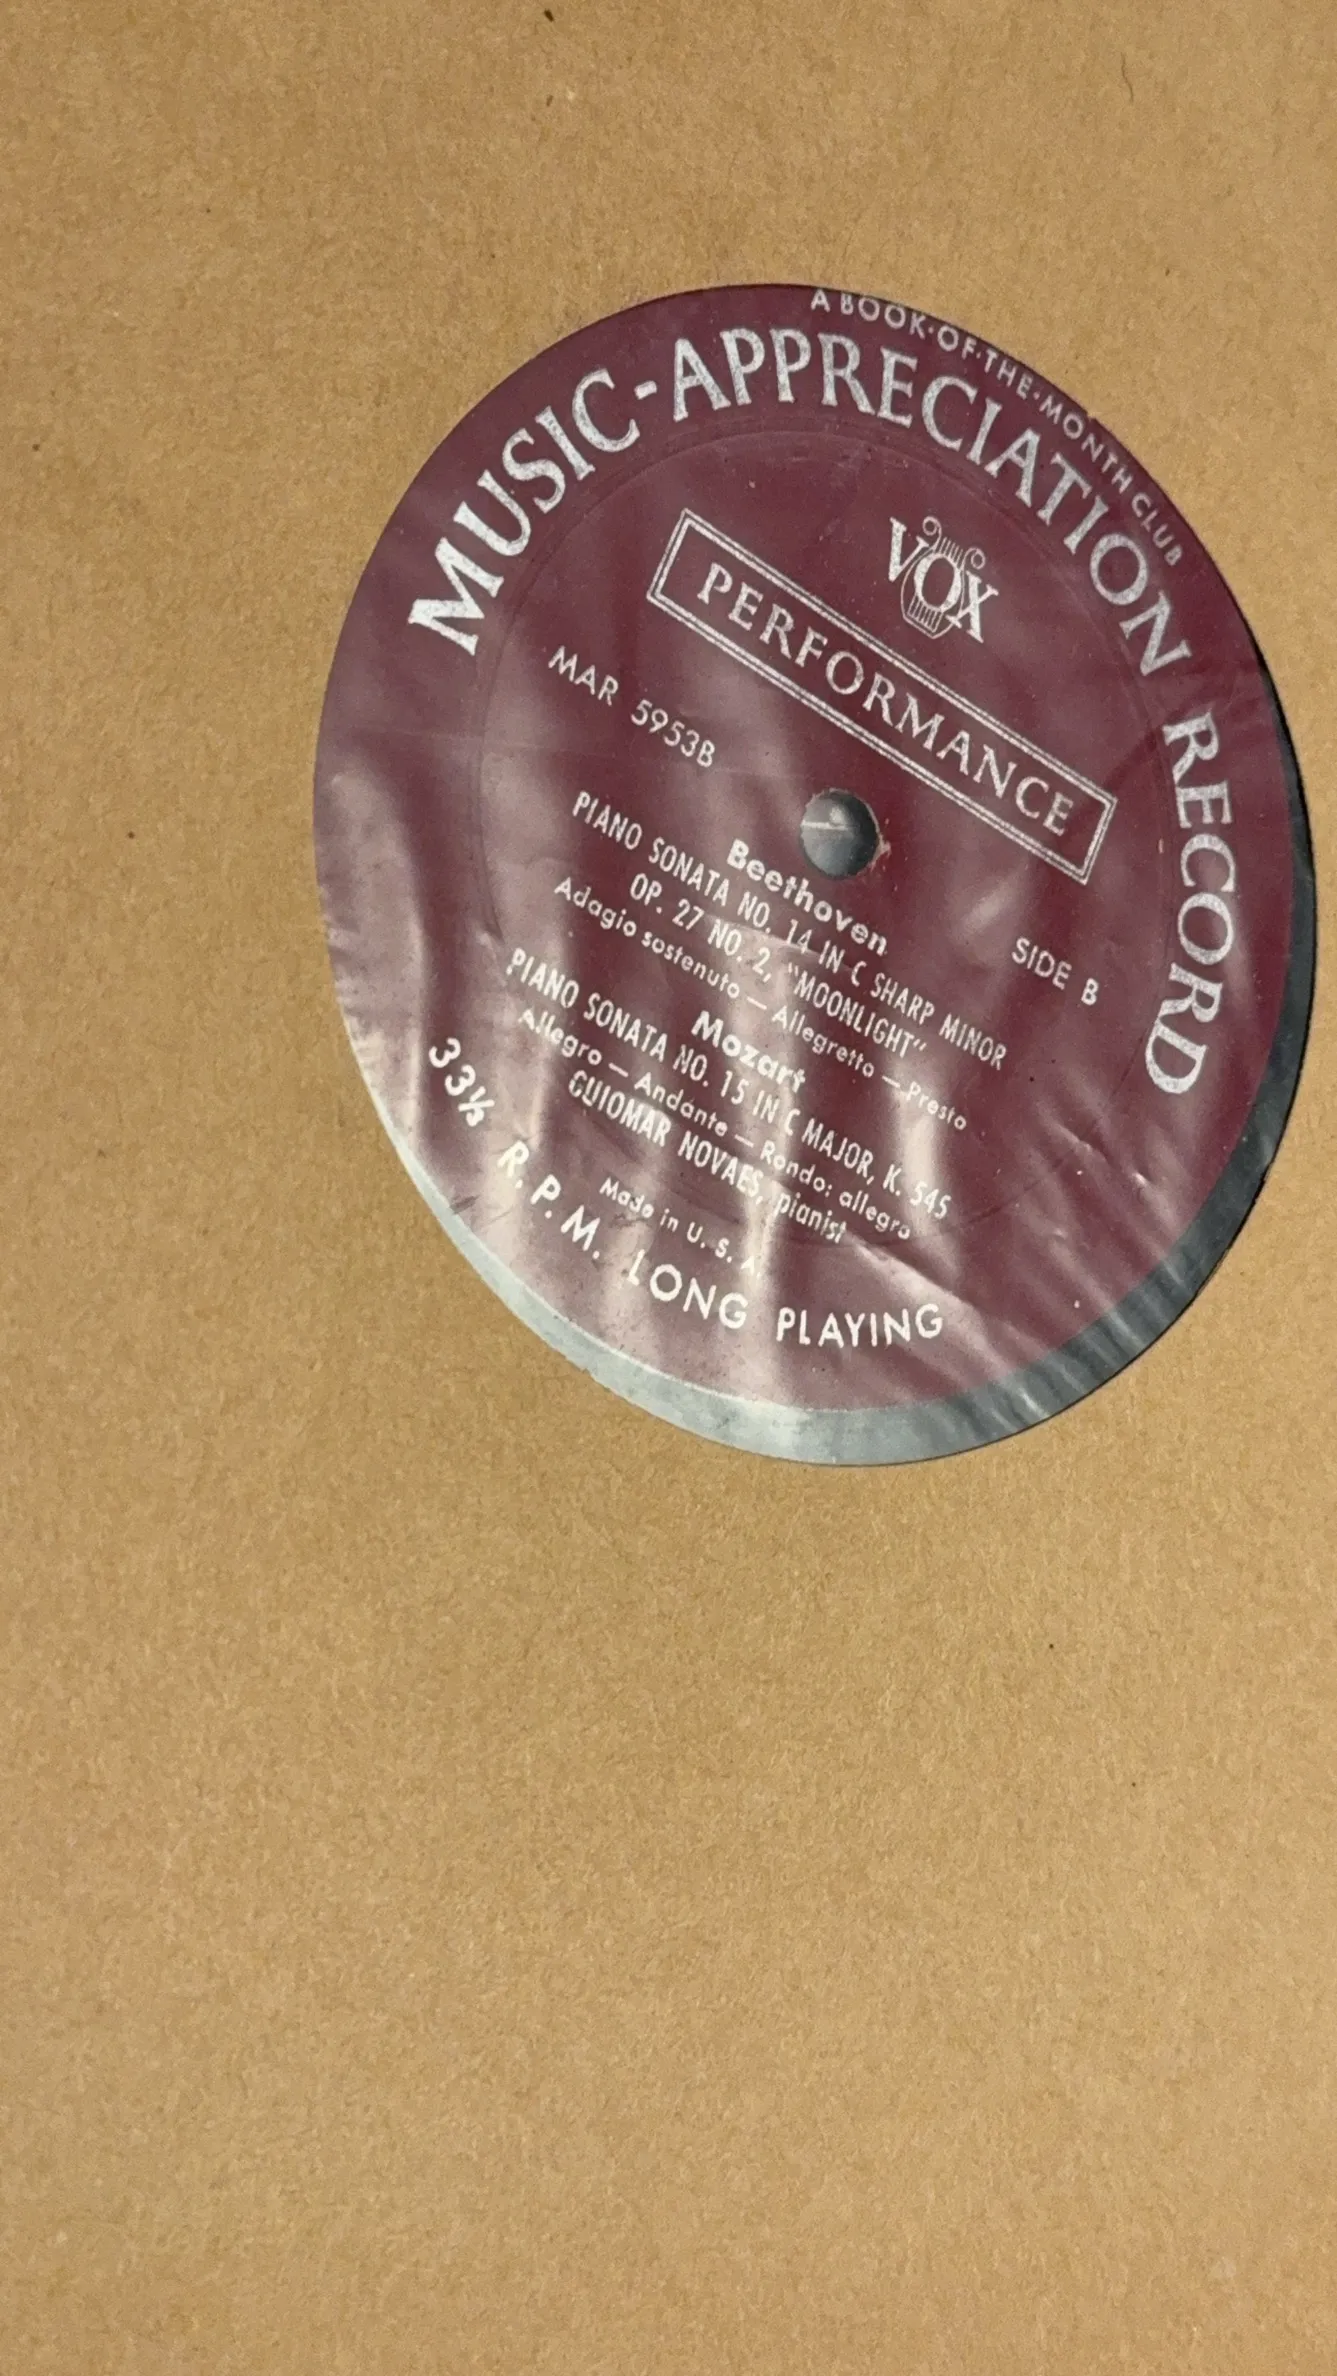 A BOOK-OF-THE-MONTH CLUB
MUSIC-APPRECIATION RECORD
VOX
PERFORMANCE
MAR 5953B
SIDE B
Beethoven
PIANO SONATA NO. 14 IN C SHARP MINOR
OP. 27 NO. 2, "MOONLIGHT"
Adagio sostenuto — Allegretto — Presto
Mozart
PIANO SONATA NO. 15 IN C MAJOR, K. 545
Allegro — Andante — Rondo: allegro
GUIOMAR NOVAES, pianist
Made in U. S. A.
33⅓ R. P. M. LONG PLAYING